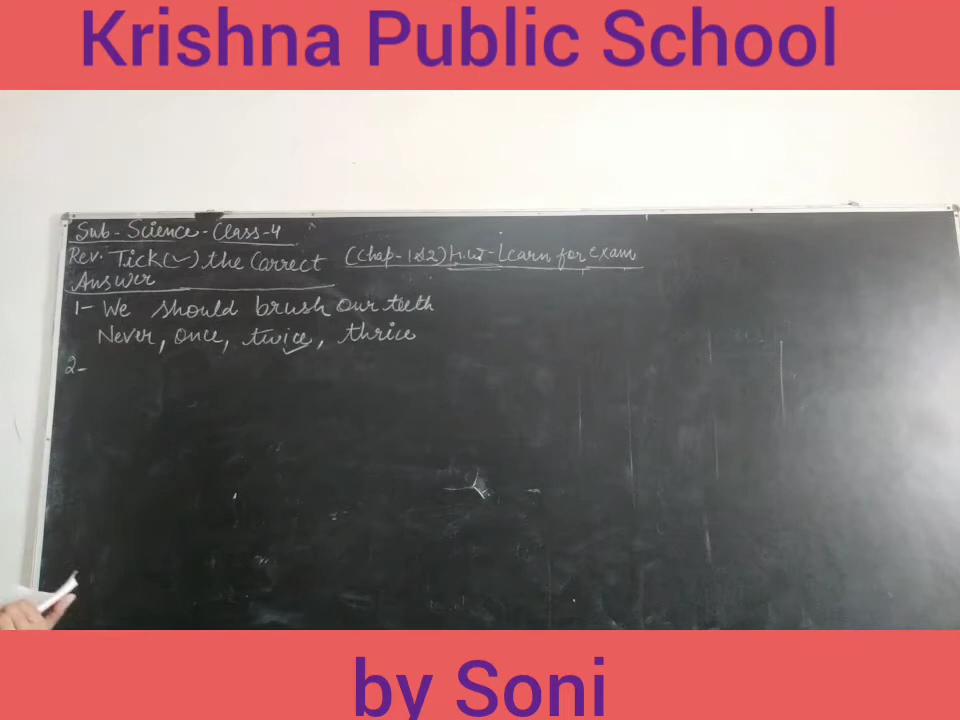 Krishna Public School
Sub - Science - Class - 4
Rev. Tick (✓) the Correct (Chap - 1&2) H.W - Learn for exam
Answer
1- We should brush our teeth
Never, once, twice ✓, thrice
2-
by Soni